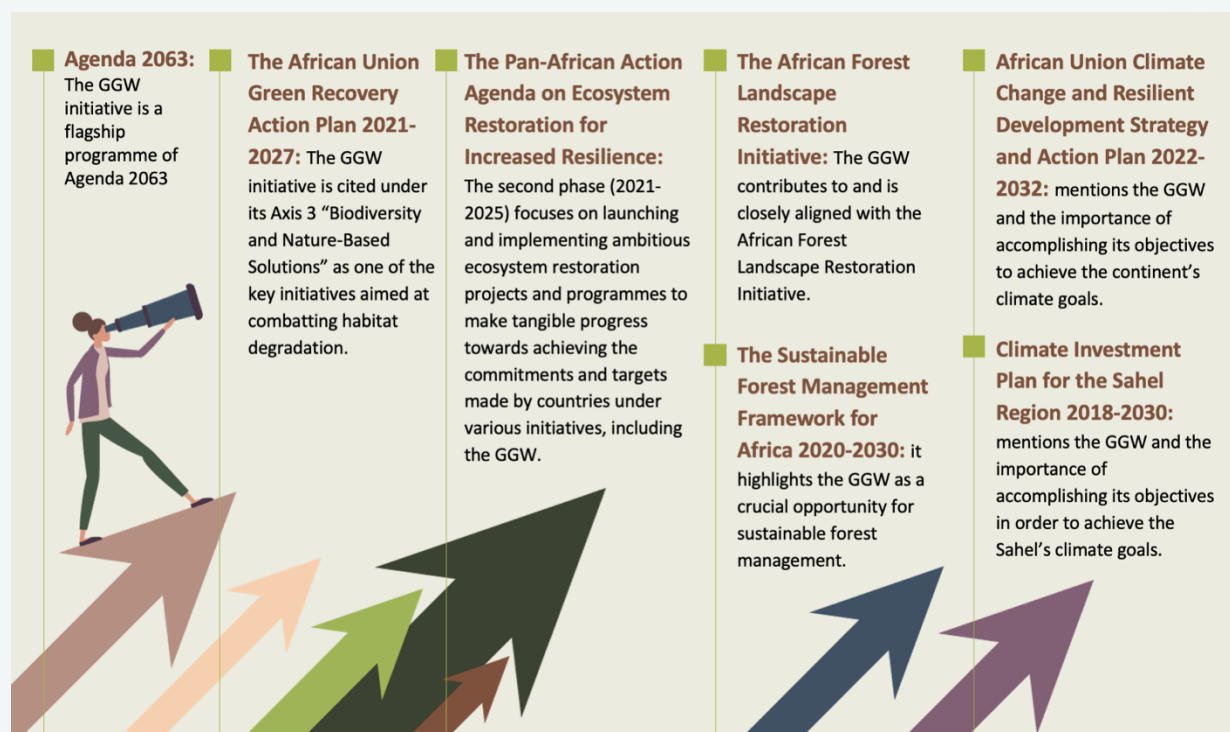 Agenda 2063:
The GGW
initiative is a
flagship
programme of
Agenda 2063
The African Union
Green Recovery
Action Plan 2021-
2027: The GGW
initiative is cited under
its Axis 3 “Biodiversity
and Nature-Based
Solutions” as one of the
key initiatives aimed at
combatting habitat
degradation.
The Pan-African Action
Agenda on Ecosystem
Restoration for
Increased Resilience:
The second phase (2021-
2025) focuses on launching
and implementing ambitious
ecosystem restoration
projects and programmes to
make tangible progress
towards achieving the
commitments and targets
made by countries under
various initiatives, including
the GGW.
The African Forest
Landscape
Restoration
Initiative: The GGW
contributes to and is
closely aligned with the
African Forest
Landscape Restoration
Initiative.
The Sustainable
Forest Management
Framework for
Africa 2020-2030: it
highlights the GGW as a
crucial opportunity for
sustainable forest
management.
African Union Climate
Change and Resilient
Development Strategy
and Action Plan 2022-
2032: mentions the GGW
and the importance of
accomplishing its objectives
to achieve the continent’s
climate goals.
Climate Investment
Plan for the Sahel
Region 2018-2030:
mentions the GGW and the
importance of
accomplishing its objectives
in order to achieve the
Sahel’s climate goals.